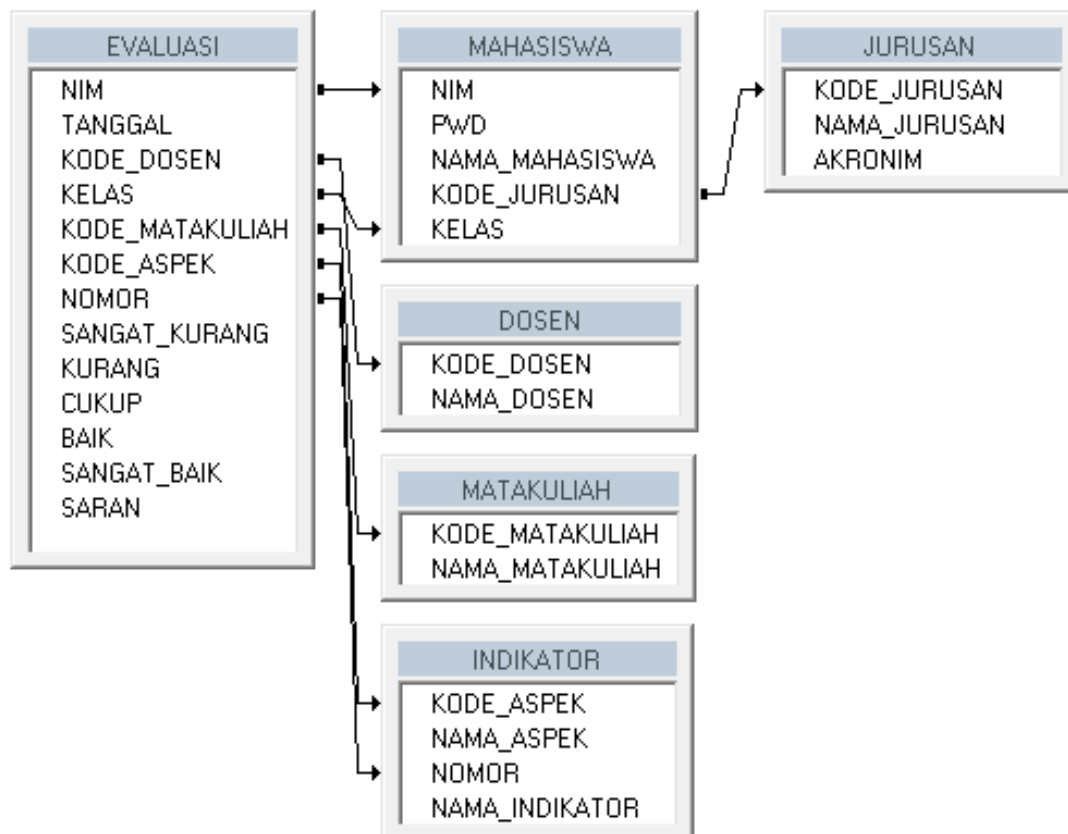 EVALUASI
NIM
TANGGAL
KODE_DOSEN
KELAS
KODE_MATAKULIAH
KODE_ASPEK
NOMOR
SANGAT_KURANG
KURANG
CUKUP
BAIK
SANGAT_BAIK
SARAN
MAHASISWA
NIM
PWD
NAMA_MAHASISWA
KODE_JURUSAN
KELAS
JURUSAN
KODE_JURUSAN
NAMA_JURUSAN
AKRONIM
DOSEN
KODE_DOSEN
NAMA_DOSEN
MATAKULIAH
KODE_MATAKULIAH
NAMA_MATAKULIAH
INDIKATOR
KODE_ASPEK
NAMA_ASPEK
NOMOR
NAMA_INDIKATOR